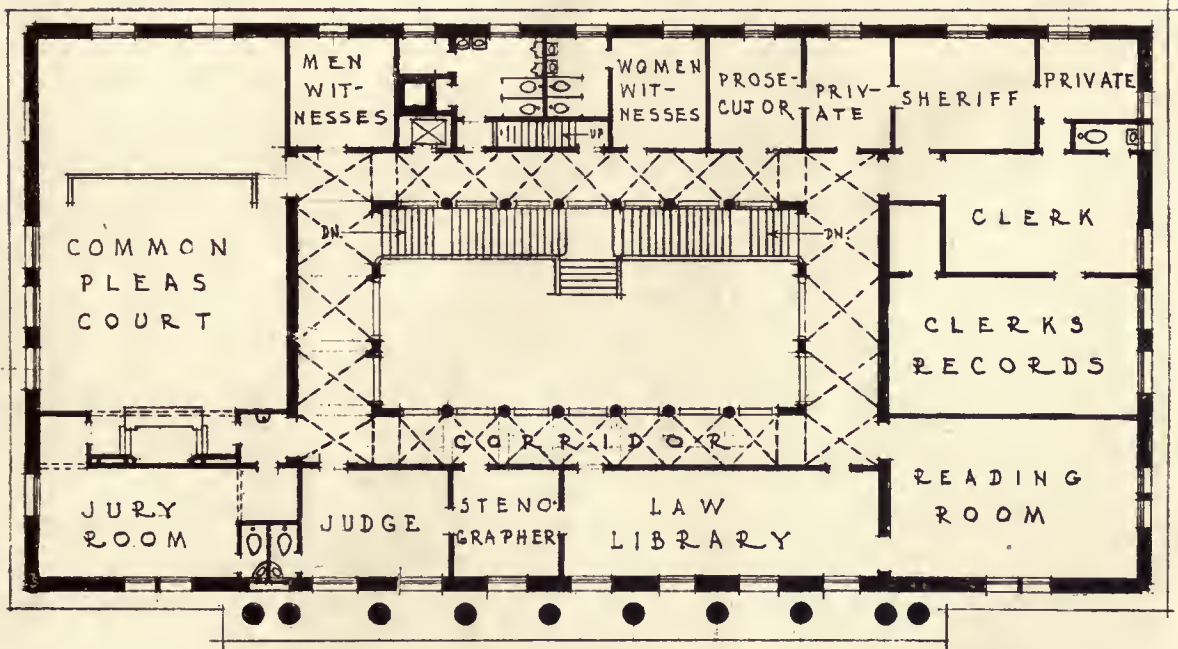 MEN
WIT-
NESSES
UP
WOMEN
WIT-
NESSES
PROSE-
CUJOR
PRIV-
ATE
SHERIFF
PRIVATE
COMMON
PLEAS
COURT
DN.
DN.
CLERK
CLERKS
RECORDS
CORRIDOR
JURY
ROOM
JUDGE
STENO-
GRAPHER
LAW
LIBRARY
READING
ROOM